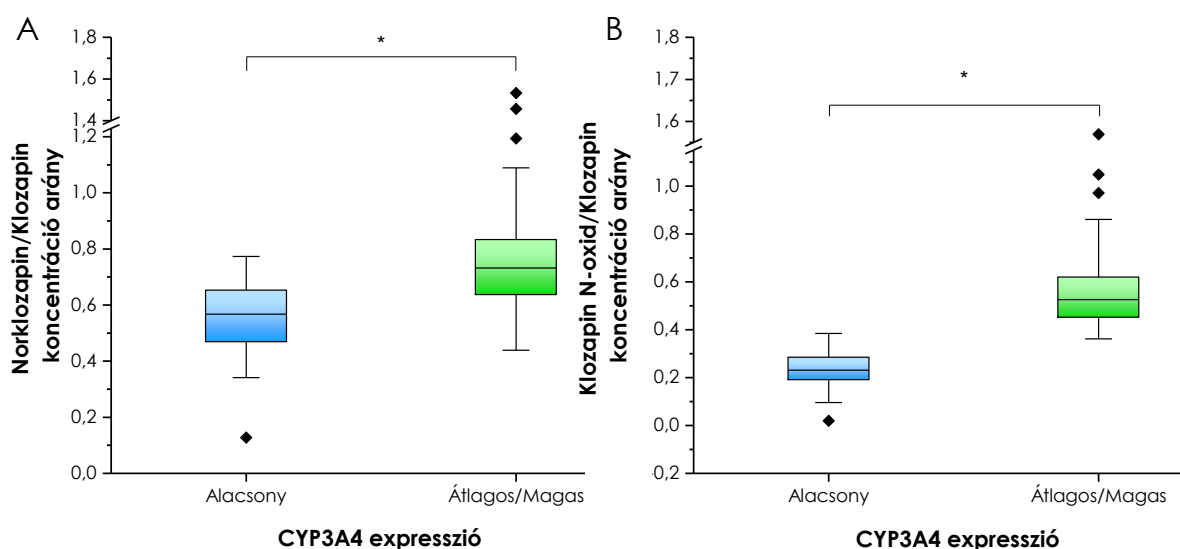 A
Norklozapin/Klozapin
koncentráció arány
1,8
1,6
1,4
1,2
1,0
0,8
0,6
0,4
0,2
0,0
*
Alacsony
Átlagos/Magas
CYP3A4 expresszió
B
Klozapin N-oxid/Klozapin
koncentráció arány
1,8
1,7
1,6
1,0
0,8
0,6
0,4
0,2
0,0
0,2
*
Alacsony
Átlagos/Magas
CYP3A4 expresszió